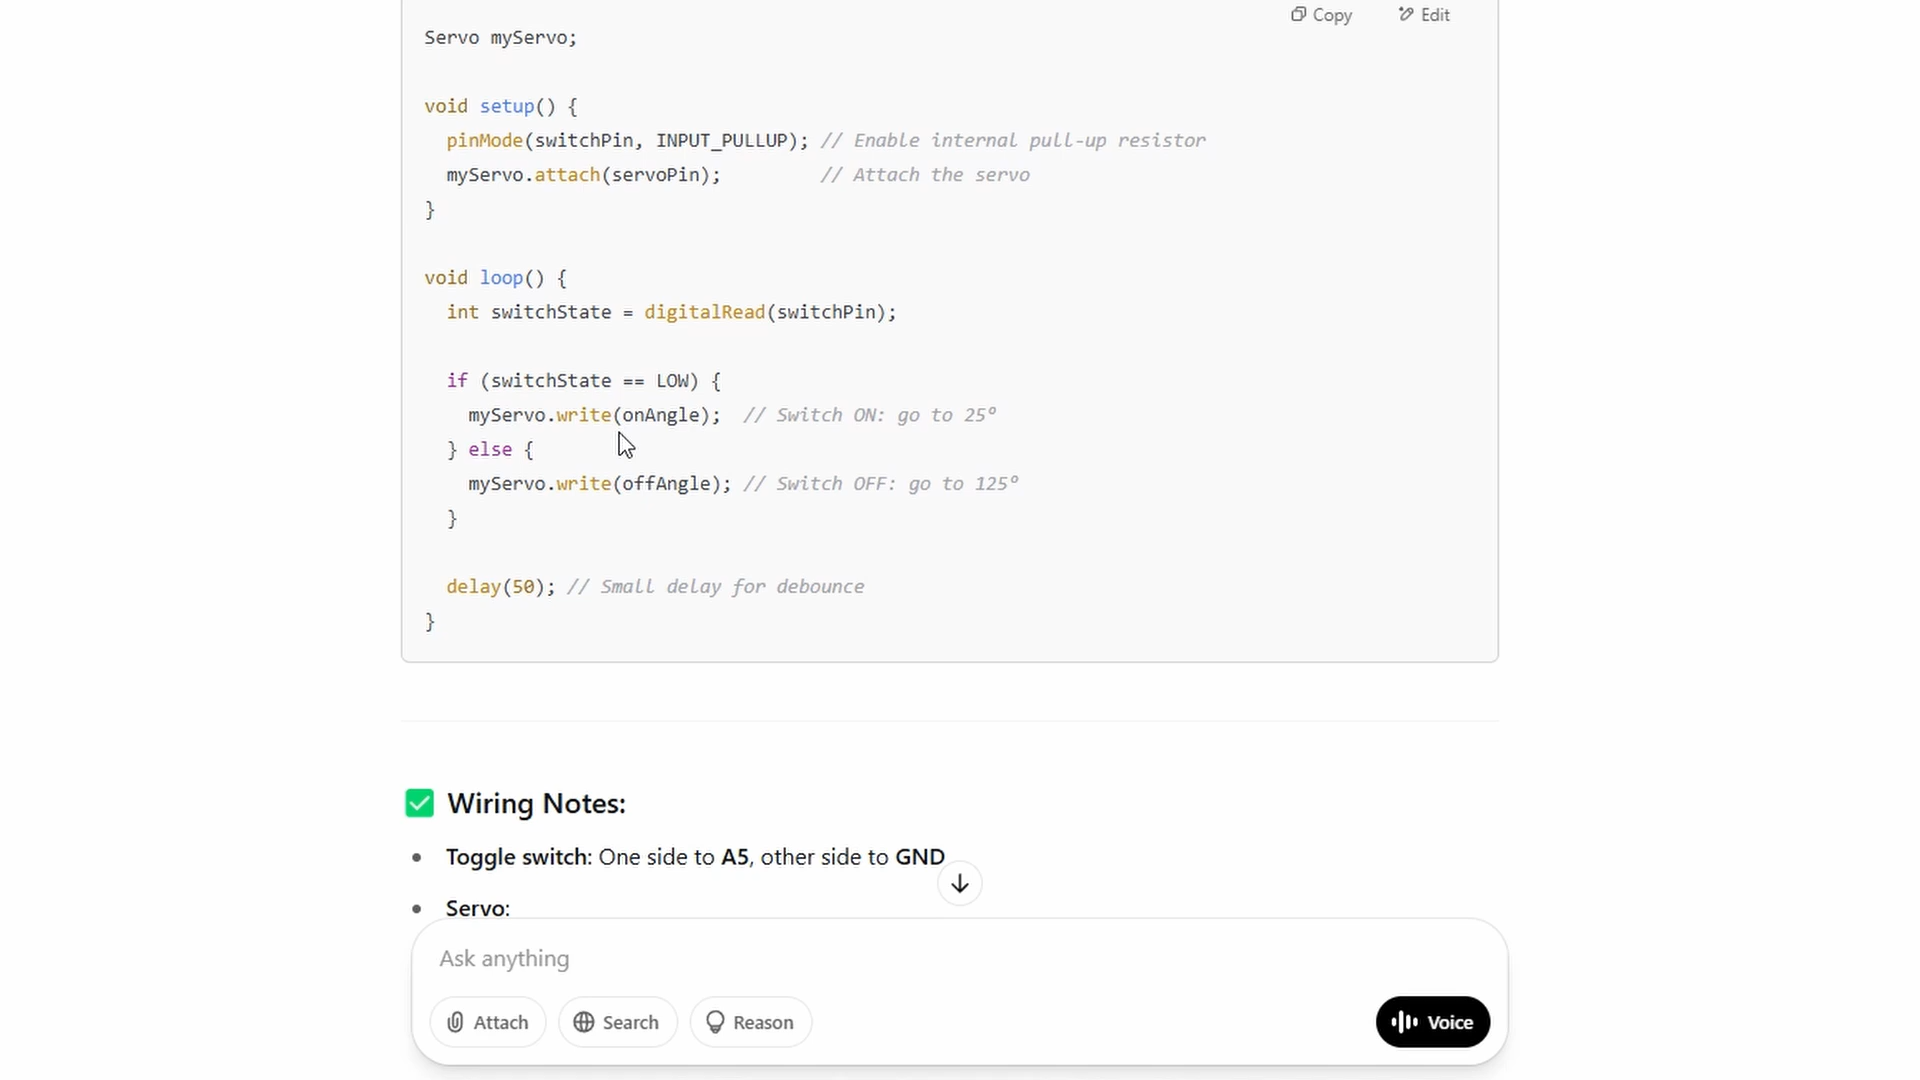 Copy Edit
Servo myServo;
void setup() {
  pinMode(switchPin, INPUT_PULLUP); // Enable internal pull-up resistor
  myServo.attach(servoPin);         // Attach the servo
}
void loop() {
  int switchState = digitalRead(switchPin);
  if (switchState == LOW) {
    myServo.write(onAngle);  // Switch ON: go to 25°
  } else {
    myServo.write(offAngle); // Switch OFF: go to 125°
  }
  delay(50); // Small delay for debounce
}
✅ Wiring Notes:
• Toggle switch: One side to A5, other side to GND
• Servo:
Ask anything
Attach Search Reason Voice